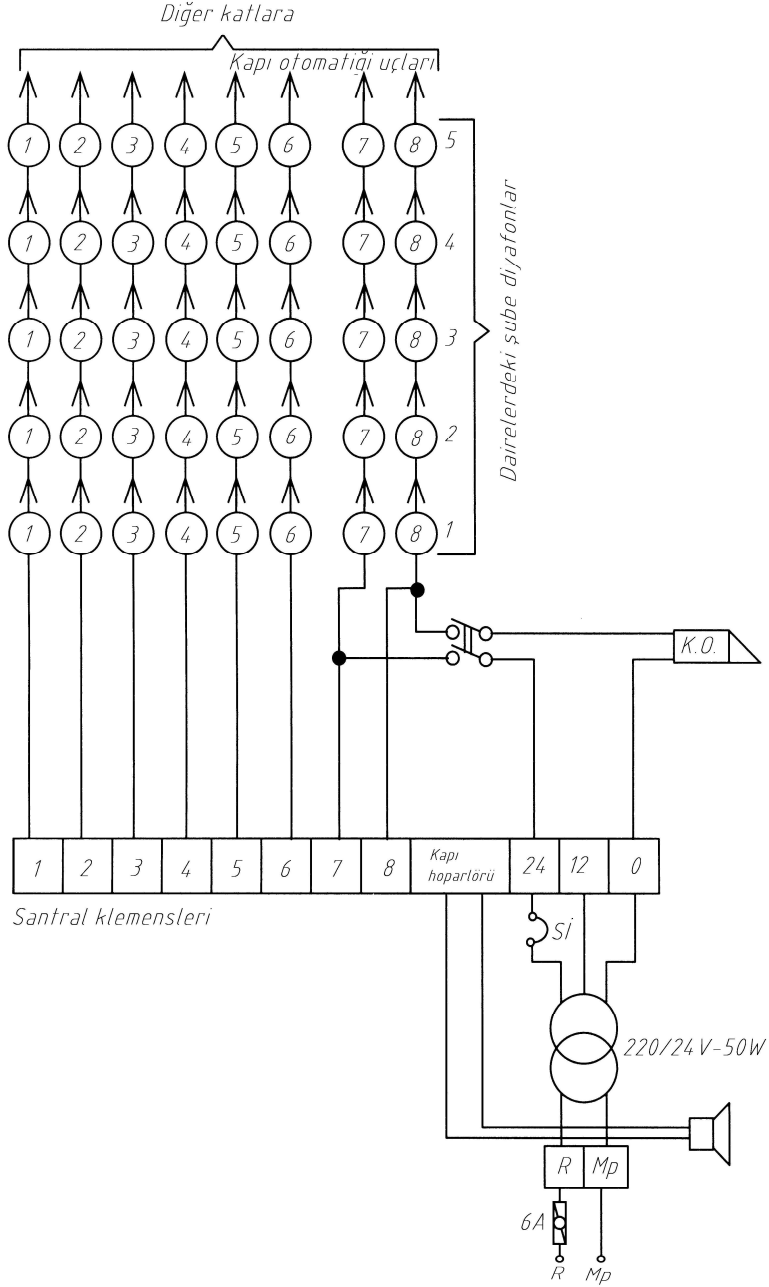 Diğer katlara
Kapı otomatiği uçları
1 2 3 4 5 6 7 8 5
1 2 3 4 5 6 7 8 4
1 2 3 4 5 6 7 8 3
1 2 3 4 5 6 7 8 2
1 2 3 4 5 6 7 8 1
Dairelerdeki şube diyafonlar
K.O.
1 2 3 4 5 6 7 8 Kapı
hoparlörü 24 12 0
Santral klemensleri
Sİ
220/24V-50W
R Mp
6A
R Mp